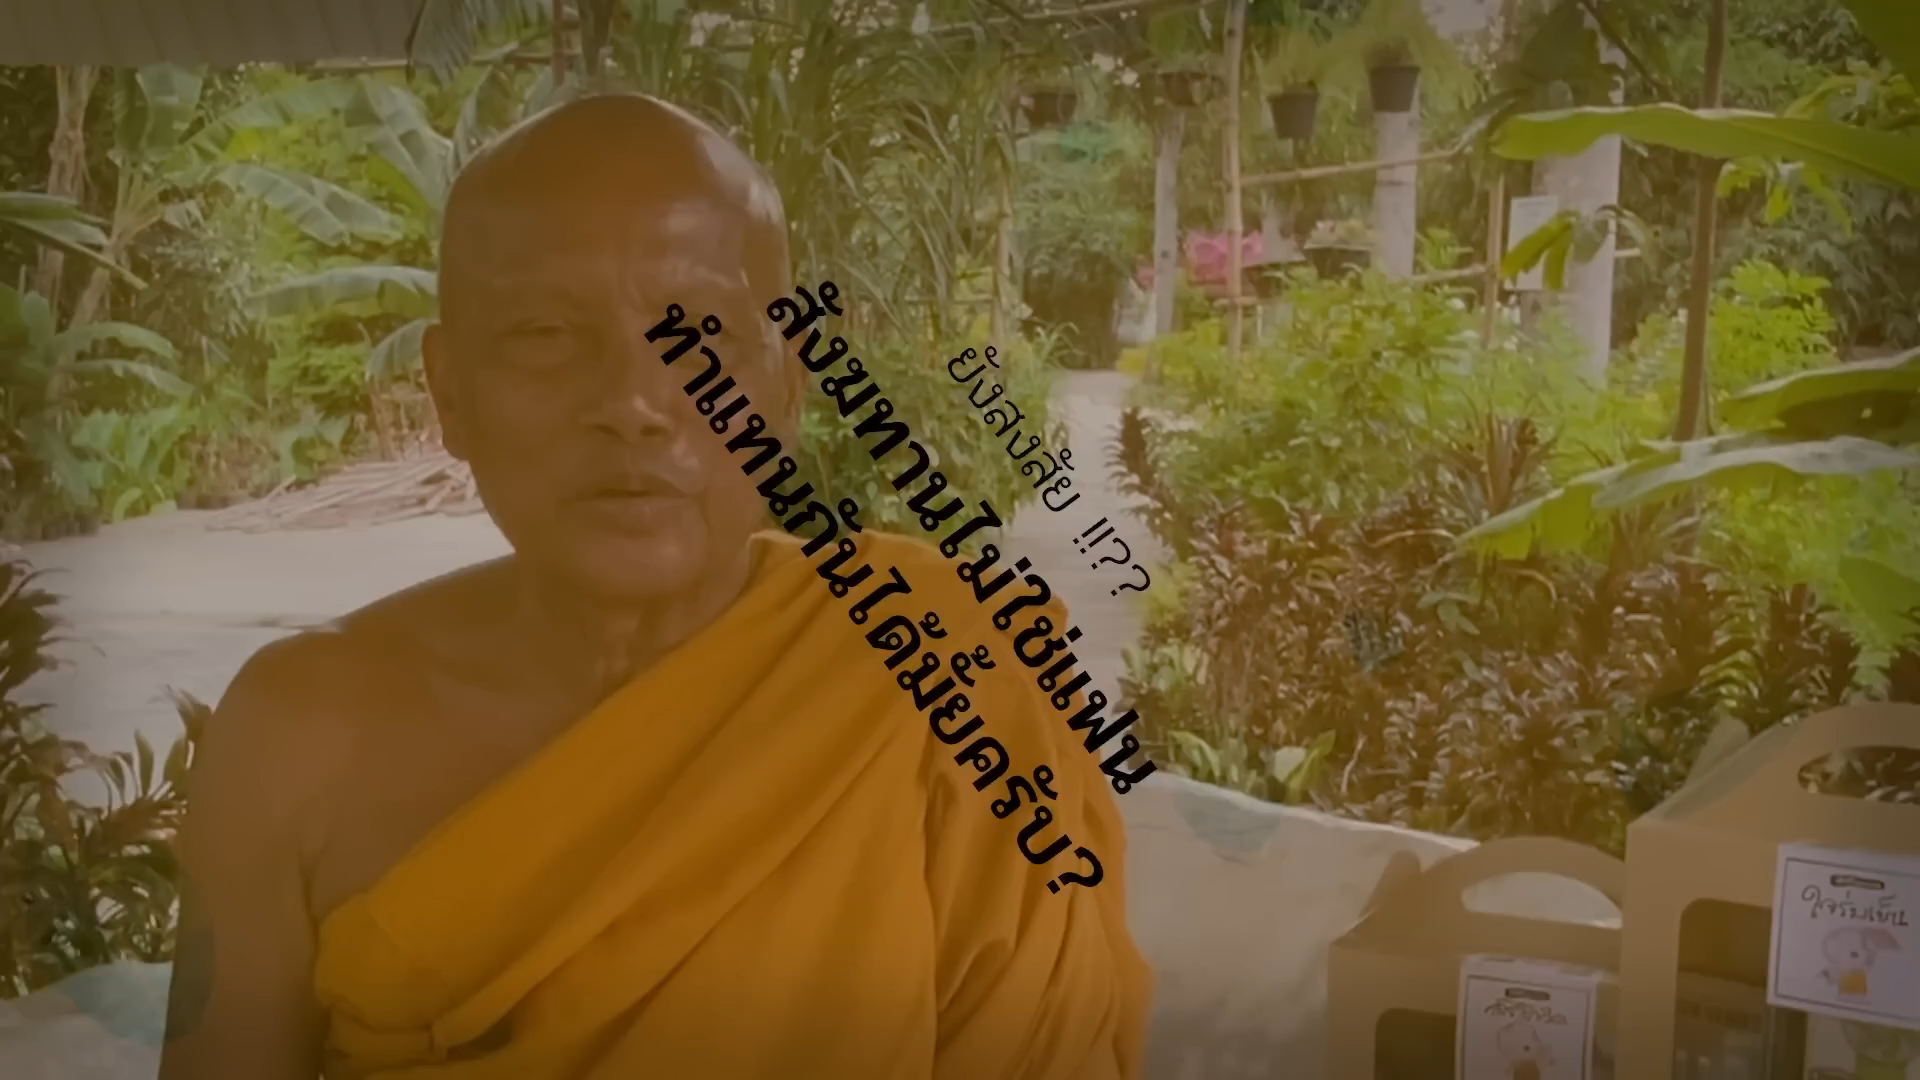 ยังสงสัย !!??
สังฆทานไม่ใช่แฟน
ทำแทนกันได้มั้ยครับ?
ใจร่มเย็น